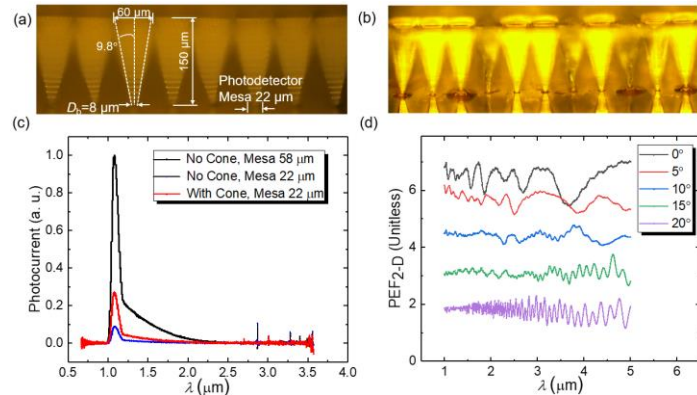 (a)
60 µm
9.8°
150 µm
Photodetector
Mesa 22 µm
D_b=8 µm
(b)
(c)
Photocurrent (a. u.)
1.0
0.8
0.6
0.4
0.2
0.0
No Cone, Mesa 58 µm
No Cone, Mesa 22 µm
With Cone, Mesa 22 µm
0.5 1.0 1.5 2.0 2.5 3.0 3.5 4.0
λ (µm)
(d)
PEF2-D (Unitless)
6
4
2
0
0°
5°
10°
15°
20°
2 4 6
λ (µm)